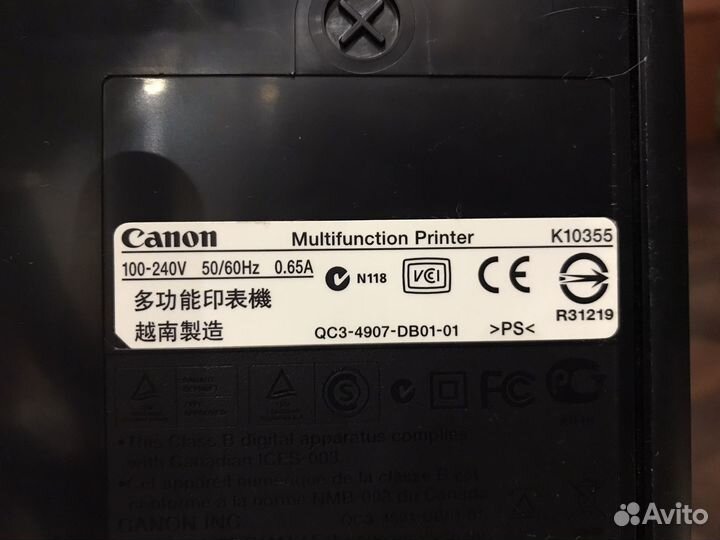 Canon Multifunction Printer K10355
100-240V 50/60Hz 0.65A N118 VCI CE
多功能印表機 R31219
越南製造 QC3-4907-DB01-01 >PS<
S FC
•This Class B digital apparatus complies
with Canadian ICES-003.
•Cet appareil numérique de la classe B est
conforme à la norme NMB-003 du Canada
CANON INC
Avito